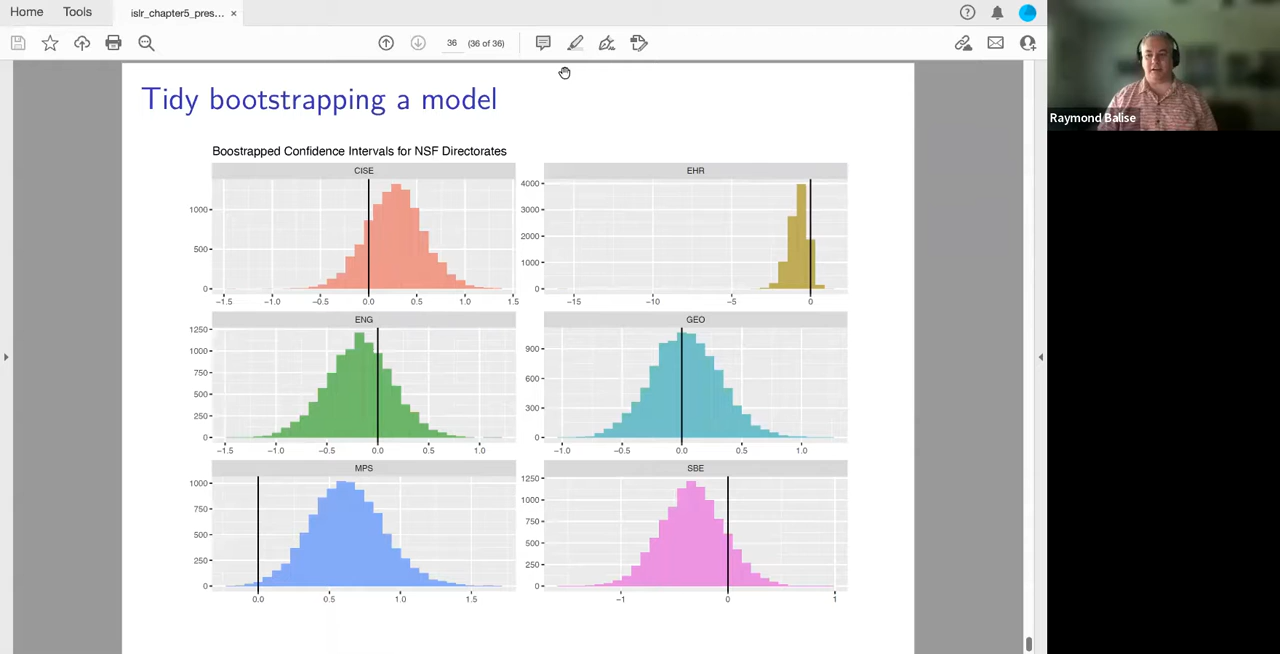 Home Tools islr_chapter5_pres... ×
36 (36 of 36)
Raymond Balise
Tidy bootstrapping a model
Boostrapped Confidence Intervals for NSF Directorates
CISE
1000
500
0
−1.5 −1.0 −0.5 0.0 0.5 1.0 1.5
EHR
4000
3000
2000
1000
0
−15 −10 −5 0
ENG
1250
1000
750
500
250
0
−1.5 −1.0 −0.5 0.0 0.5 1.0
GEO
900
600
300
0
−1.0 −0.5 0.0 0.5 1.0
MPS
1000
750
500
250
0
0.0 0.5 1.0 1.5
SBE
1250
1000
750
500
250
0
−1 0 1